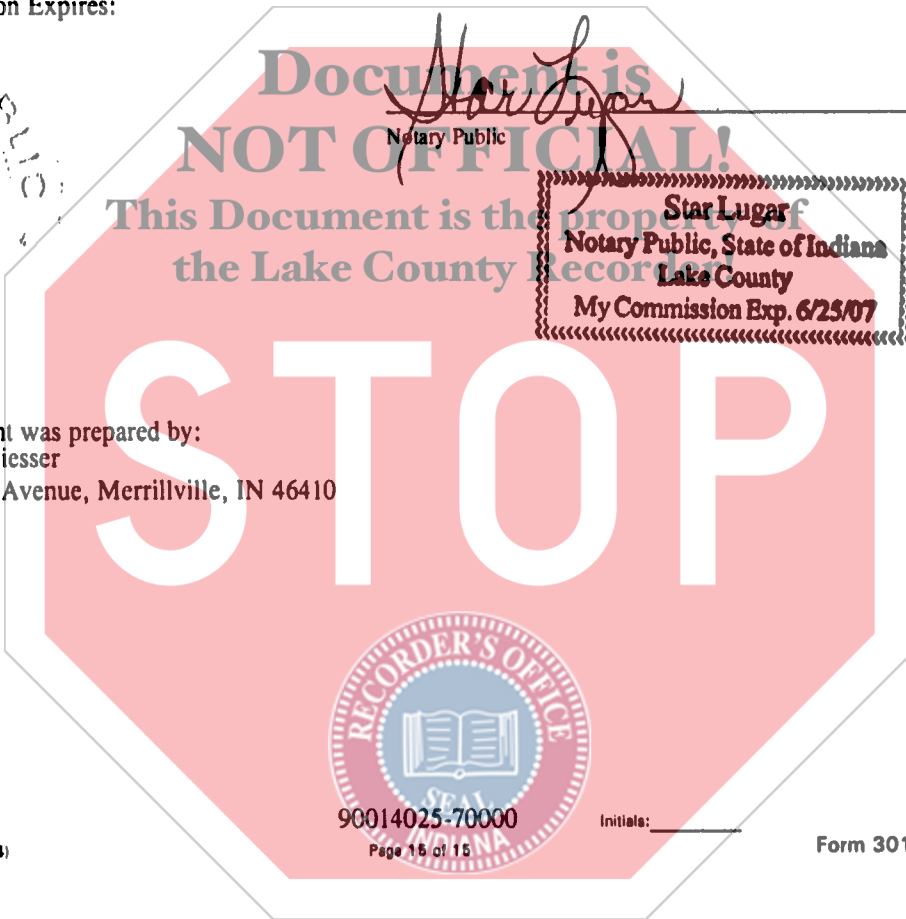 on Expires:
Document is
NOT OFFICIAL!
This Document is the property of
the Lake County Recorder!
Star Lugar
Notary Public
Star Lugar
Notary Public, State of Indiana
Lake County
My Commission Exp. 6/25/07
STOP
nt was prepared by:
iesser
Avenue, Merrillville, IN 46410
RECORDER'S OFFICE
SEAL
INDIANA
90014025-70000
Initials:
Page 15 of 15
Form 301